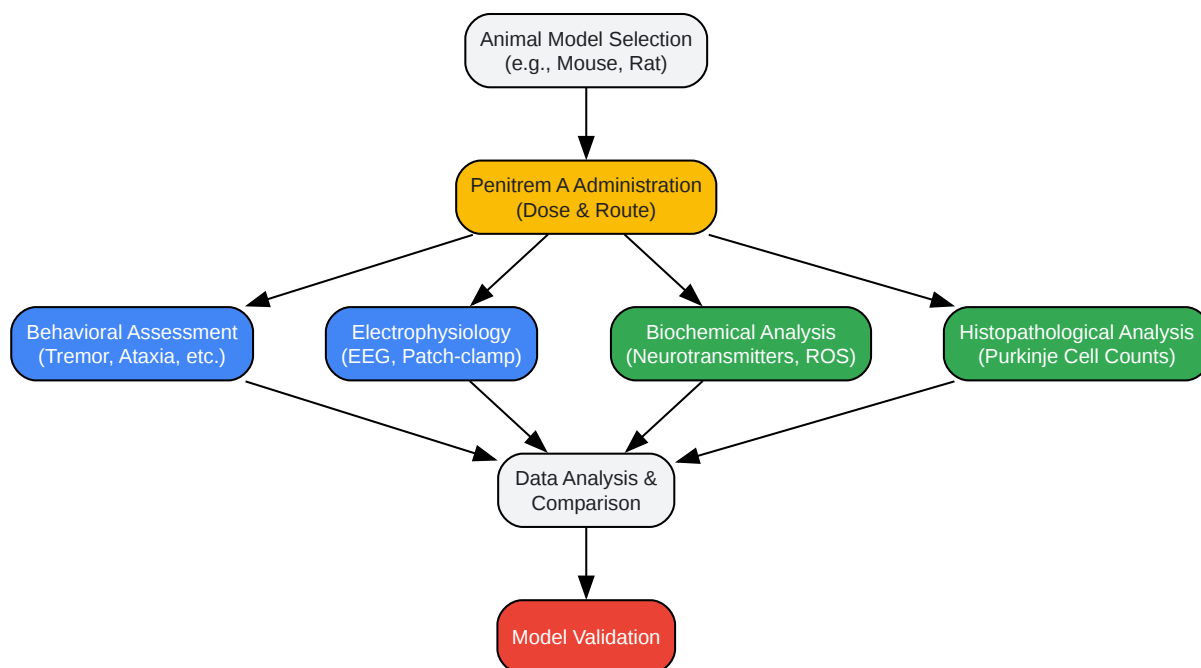 Animal Model Selection
(e.g., Mouse, Rat)
Penitrem A Administration
(Dose & Route)
Behavioral Assessment
(Tremor, Ataxia, etc.)
Electrophysiology
(EEG, Patch-clamp)
Biochemical Analysis
(Neurotransmitters, ROS)
Histopathological Analysis
(Purkinje Cell Counts)
Data Analysis &
Comparison
Model Validation